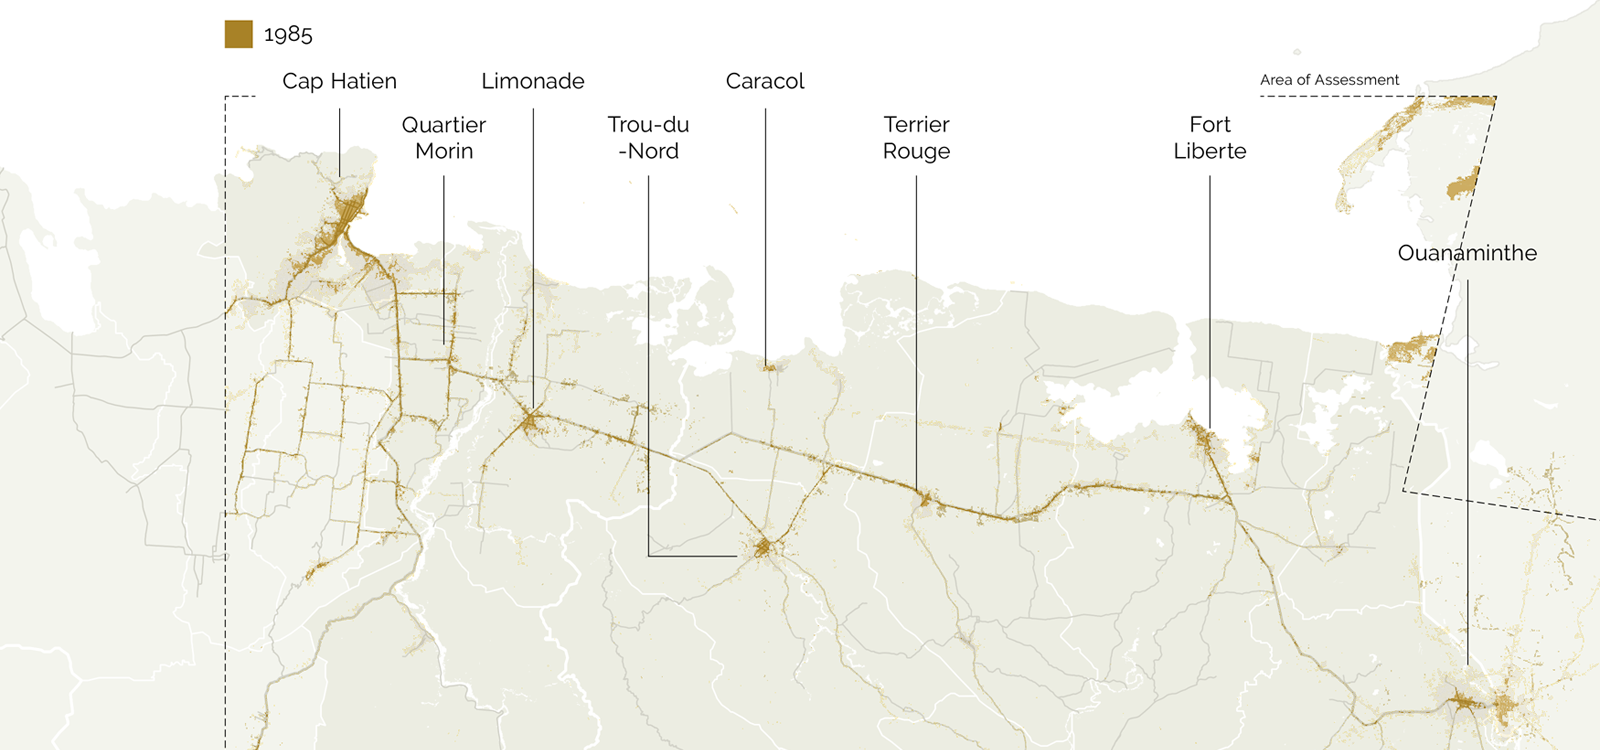 1985
Cap Hatien
Limonade
Caracol
Area of Assessment
Quartier
Morin
Trou-du
-Nord
Terrier
Rouge
Fort
Liberte
Ouanaminthe